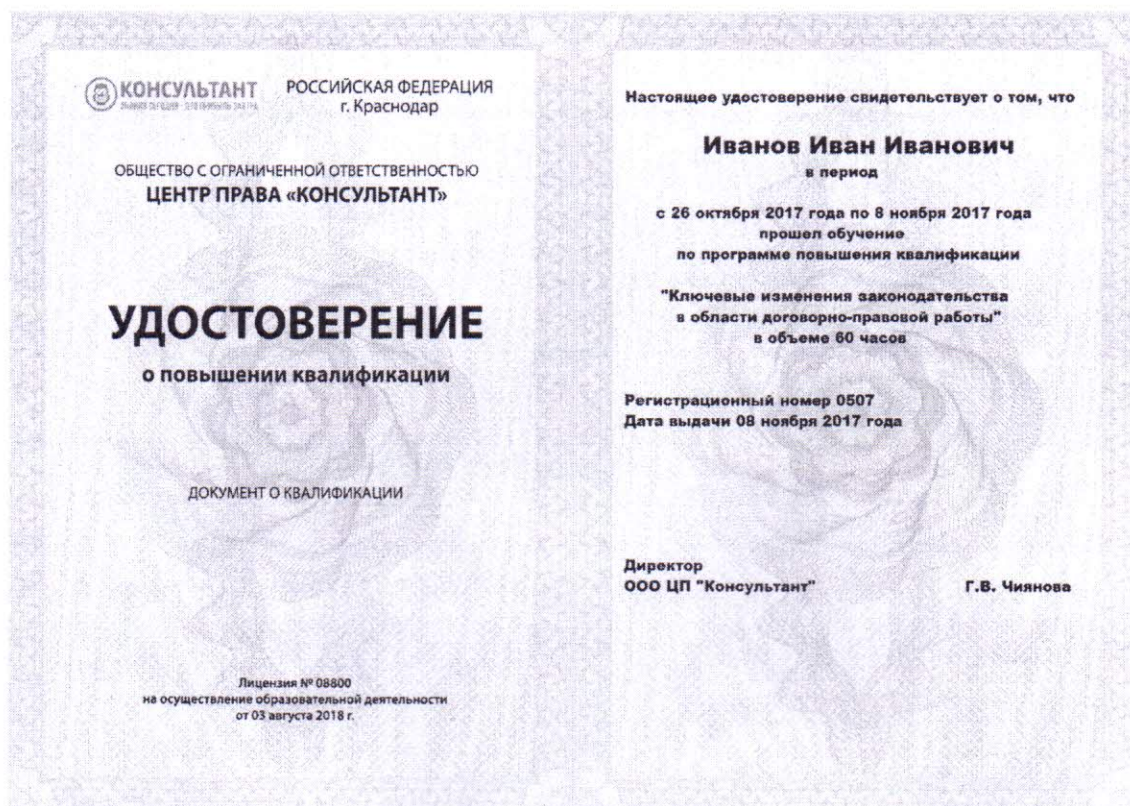 КОНСУЛЬТАНТ
РОССИЙСКАЯ ФЕДЕРАЦИЯ
г. Краснодар
ОБЩЕСТВО С ОГРАНИЧЕННОЙ ОТВЕТСТВЕННОСТЬЮ
ЦЕНТР ПРАВА «КОНСУЛЬТАНТ»
УДОСТОВЕРЕНИЕ
о повышении квалификации
ДОКУМЕНТ О КВАЛИФИКАЦИИ
Лицензия № 08800
на осуществление образовательной деятельности
от 03 августа 2018 г.
Настоящее удостоверение свидетельствует о том, что
Иванов Иван Иванович
в период
с 26 октября 2017 года по 8 ноября 2017 года
прошел обучение
по программе повышения квалификации
"Ключевые изменения законодательства
в области договорно-правовой работы"
в объеме 60 часов
Регистрационный номер 0507
Дата выдачи 08 ноября 2017 года
Директор
ООО ЦП "Консультант" Г.В. Чиянова